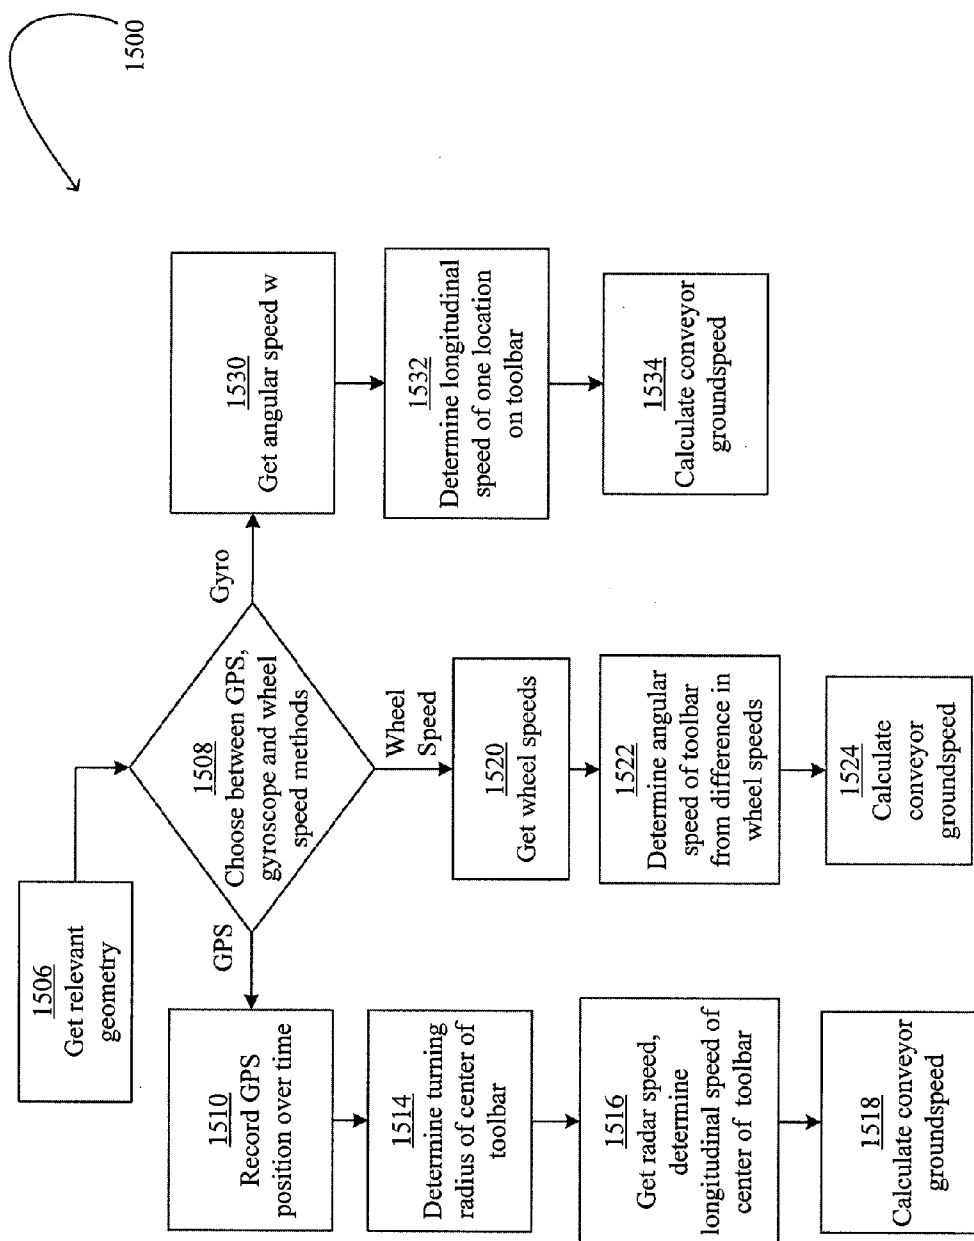 1500
1506
Get relevant
geometry
1508
Choose between GPS,
gyroscope and wheel
speed methods
GPS
Wheel
Speed
Gyro
1510
Record GPS
position over time
1514
Determine turning
radius of center of
toolbar
1516
Get radar speed,
determine
longitudinal speed of
center of toolbar
1518
Calculate conveyor
groundspeed
1520
Get wheel speeds
1522
Determine angular
speed of toolbar
from difference in
wheel speeds
1524
Calculate
conveyor
groundspeed
1530
Get angular speed w
1532
Determine longitudinal
speed of one location
on toolbar
1534
Calculate conveyor
groundspeed